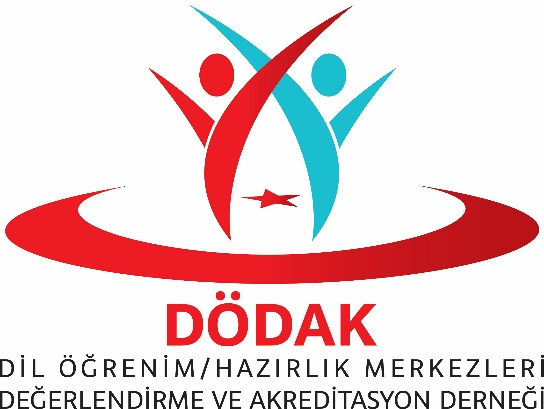 DÖDAK
DİL ÖĞRENİM/HAZIRLIK MERKEZLERİ
DEĞERLENDİRME VE AKREDİTASYON DERNEĞİ